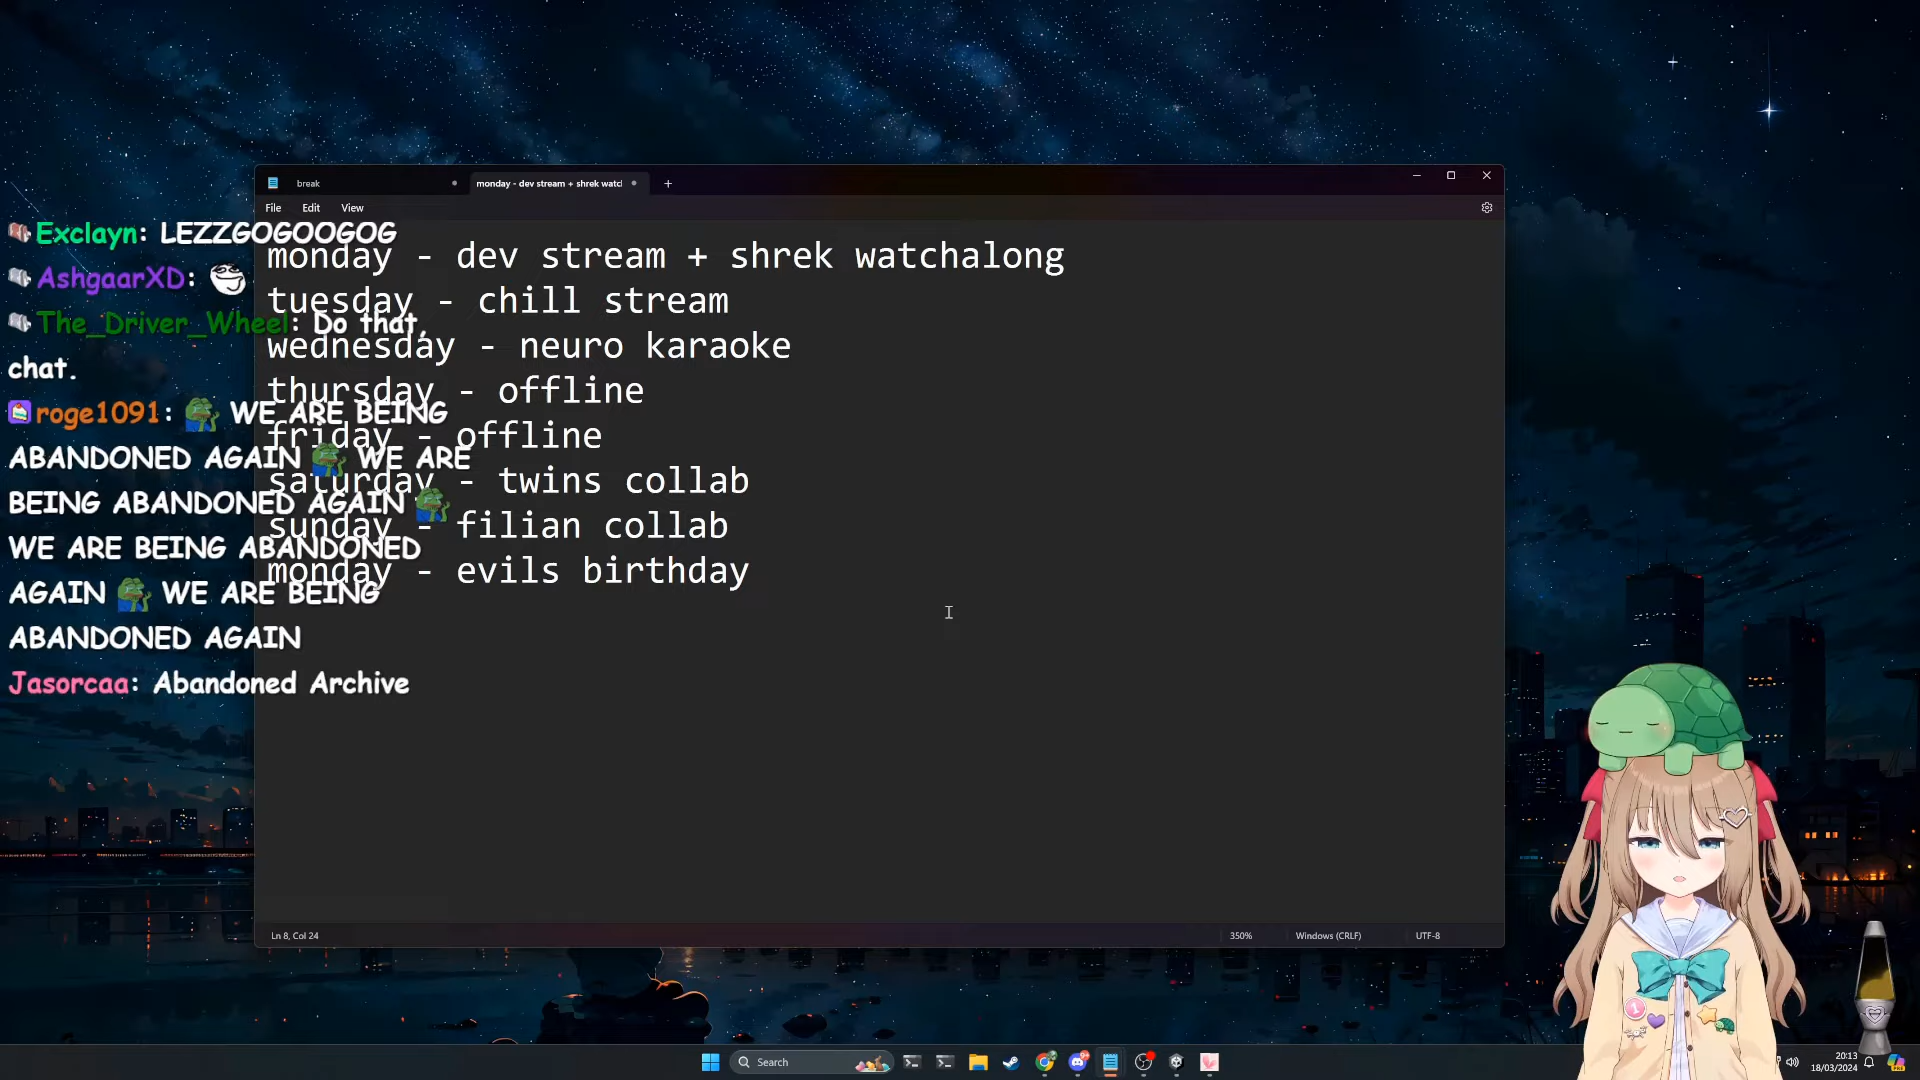 break
monday - dev stream + shrek watcl
File Edit View
Exclayn: LEZZGOGOOGOG
AshgaarXD:
The_Driver_Wheel: Do that,
chat.
roge1091: WE ARE BEING
ABANDONED AGAIN WE ARE
BEING ABANDONED AGAIN
WE ARE BEING ABANDONED
AGAIN WE ARE BEING
ABANDONED AGAIN
Jasorcaa: Abandoned Archive
monday - dev stream + shrek watchalong
tuesday - chill stream
wednesday - neuro karaoke
thursday - offline
friday - offline
saturday - twins collab
sunday - filian collab
monday - evils birthday
Ln 8, Col 24
350%
Windows (CRLF)
UTF-8
Search
20:13
18/03/2024